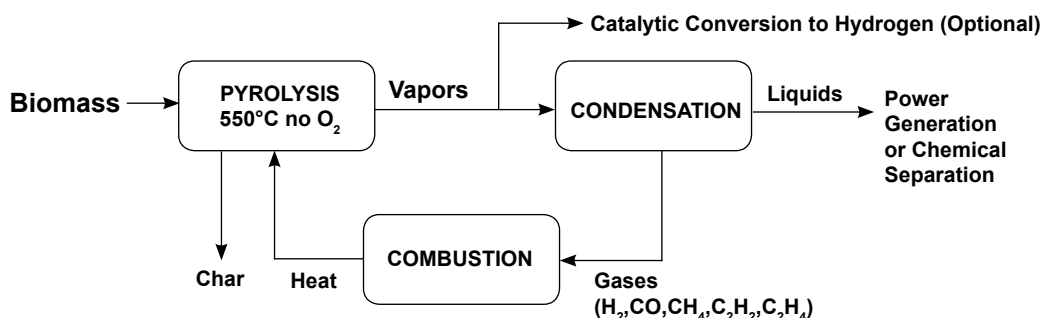 Catalytic Conversion to Hydrogen (Optional)
Biomass
PYROLYSIS
550°C no O₂
Vapors
CONDENSATION
Liquids
Power
Generation
or Chemical
Separation
Char
Heat
COMBUSTION
Gases
(H₂,CO,CH₄,C₂H₂,C₂H₄)